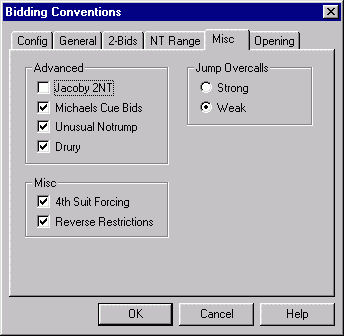 Bidding Conventions
Config General 2-Bids NT Range Misc Opening
Advanced
Jacoby 2NT
Michaels Cue Bids
Unusual Notrump
Drury
Jump Overcalls
Strong
Weak
Misc
4th Suit Forcing
Reverse Restrictions
OK Cancel Help